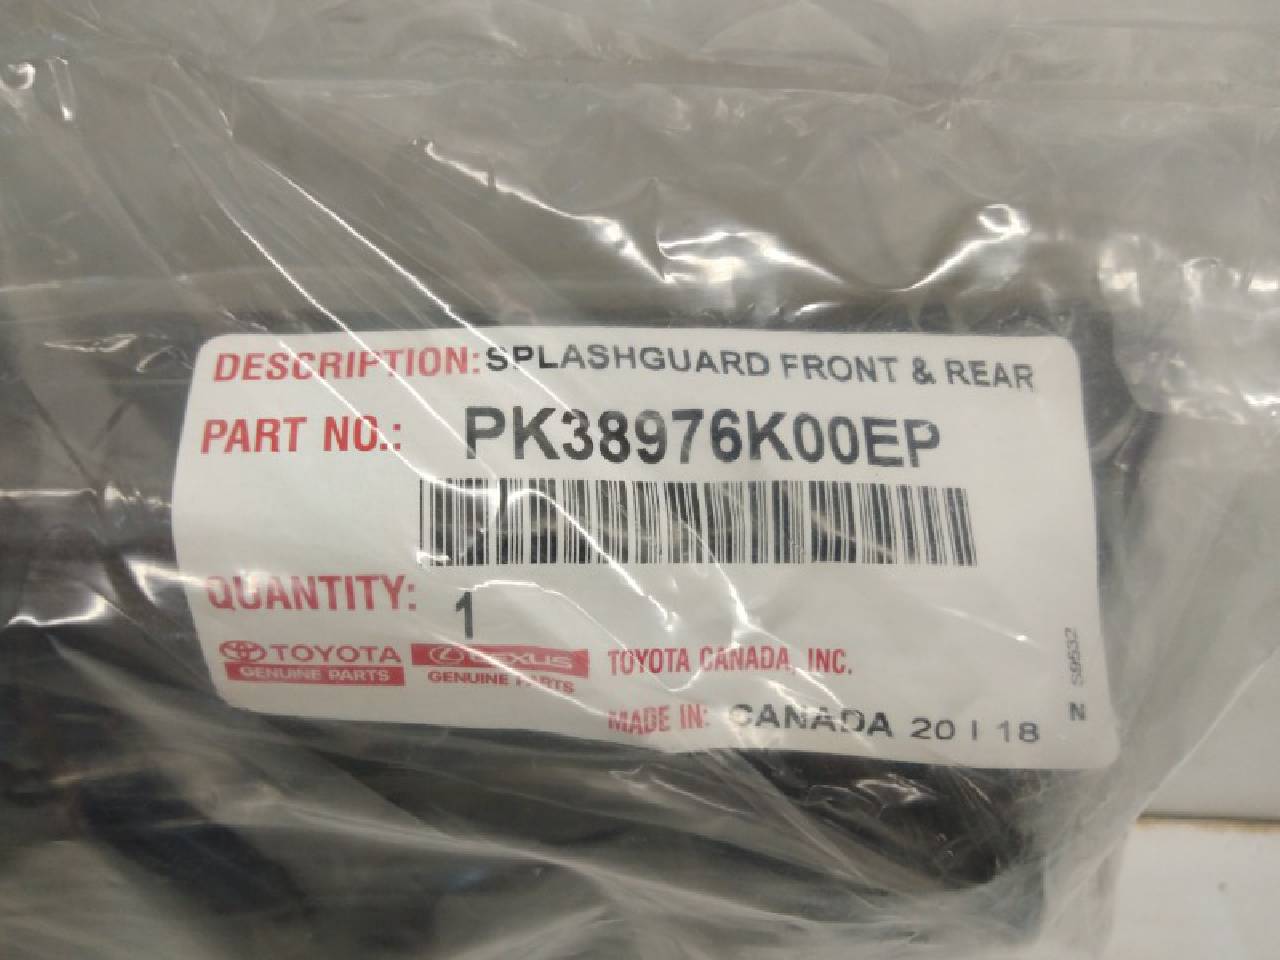 DESCRIPTION: SPLASHGUARD FRONT & REAR
PART NO.: PK38976K00EP
QUANTITY: 1
TOYOTA
GENUINE PARTS
LEXUS
GENUINE PARTS
TOYOTA CANADA, INC.
MADE IN: CANADA 20 I 18
N S9532